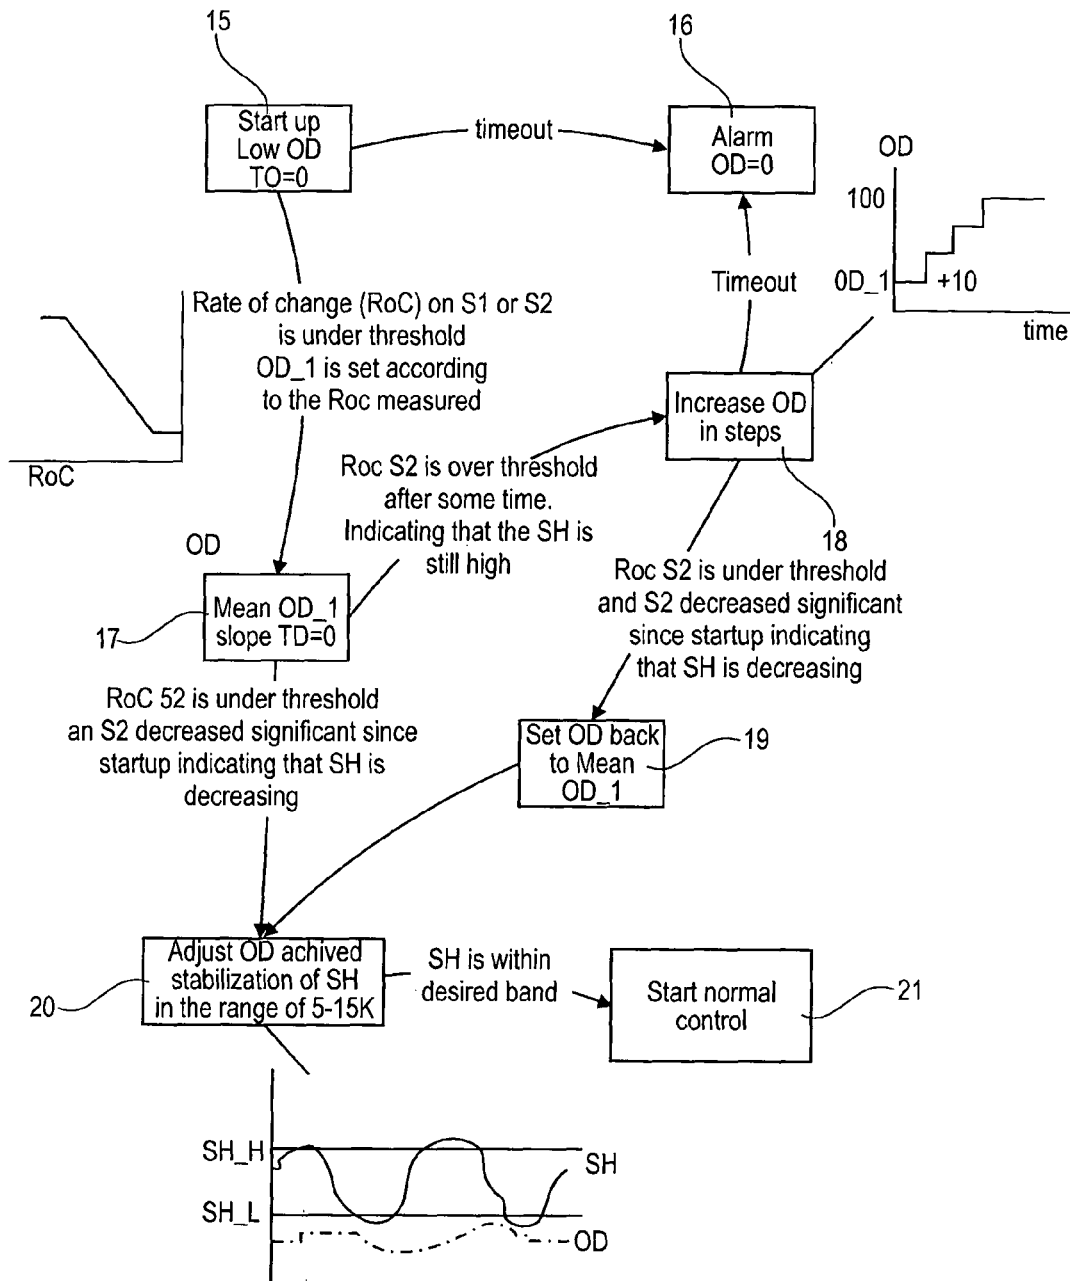 15
16
Start up
Low OD
TO=0
timeout
Alarm
OD=0
OD
100
0D_1
+10
time
Timeout
Rate of change (RoC) on S1 or S2
is under threshold
OD_1 is set according
to the Roc measured
RoC
Increase OD
in steps
18
Roc S2 is over threshold
after some time.
Indicating that the SH is
still high
OD
17
Mean OD_1
slope TD=0
Roc S2 is under threshold
and S2 decreased significant
since startup indicating
that SH is decreasing
RoC 52 is under threshold
an S2 decreased significant since
startup indicating that SH is
decreasing
Set OD back
to Mean
OD_1
19
20
Adjust OD achived
stabilization of SH
in the range of 5-15K
SH is within
desired band
Start normal
control
21
SH_H
SH
SH_L
OD